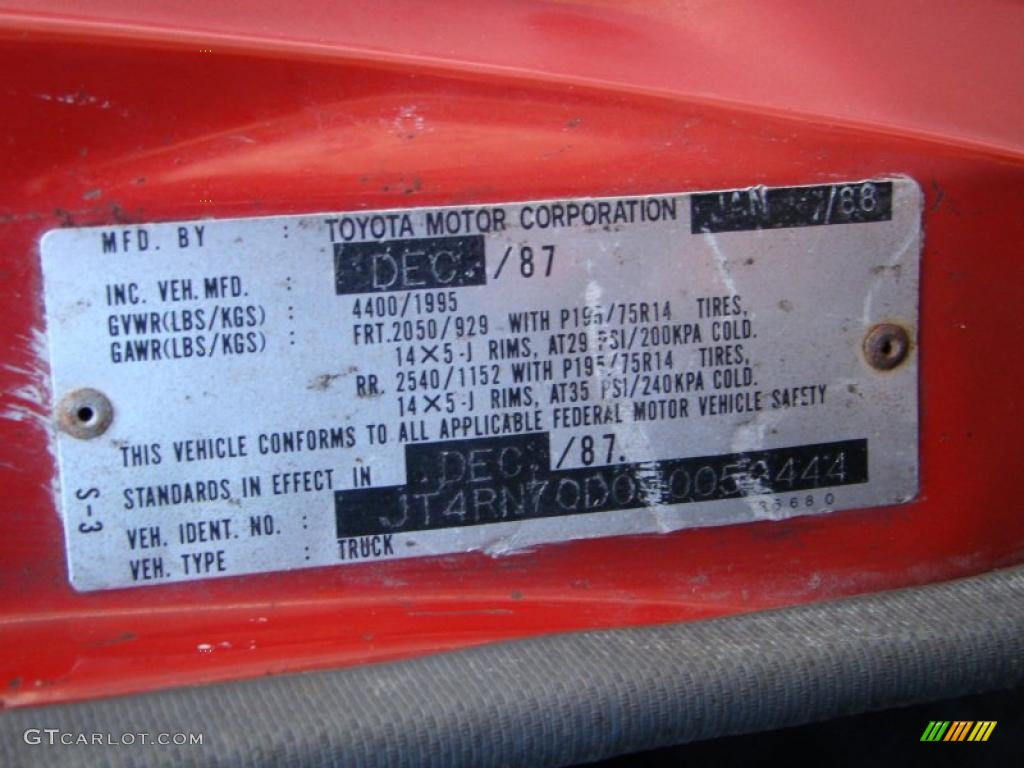 MFD. BY : TOYOTA MOTOR CORPORATION JAN /88
INC. VEH. MFD. : DEC. /87
GVWR(LBS/KGS) : 4400/1995
GAWR(LBS/KGS) : FRT. 2050/929 WITH P195/75R14 TIRES,
14×5-J RIMS, AT29 PSI/200KPA COLD.
RR. 2540/1152 WITH P195/75R14 TIRES,
14×5-J RIMS, AT35 PSI/240KPA COLD.
THIS VEHICLE CONFORMS TO ALL APPLICABLE FEDERAL MOTOR VEHICLE SAFETY
STANDARDS IN EFFECT IN DEC. /87.
VEH. IDENT. NO. :
VEH. TYPE : TRUCK
S-3
GTCARLOT.COM